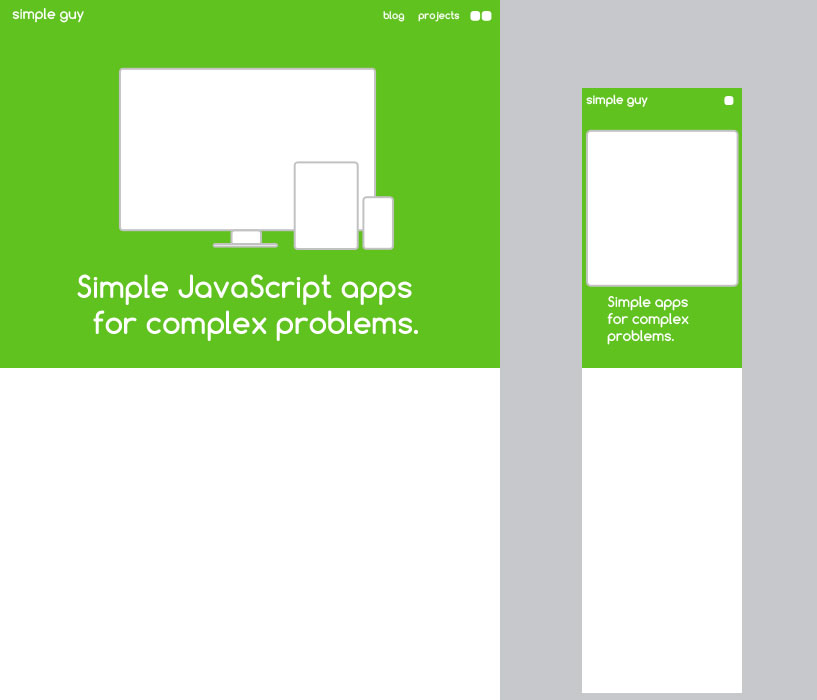 simple guy
blog projects
Simple JavaScript apps
for complex problems.
simple guy
Simple apps
for complex
problems.